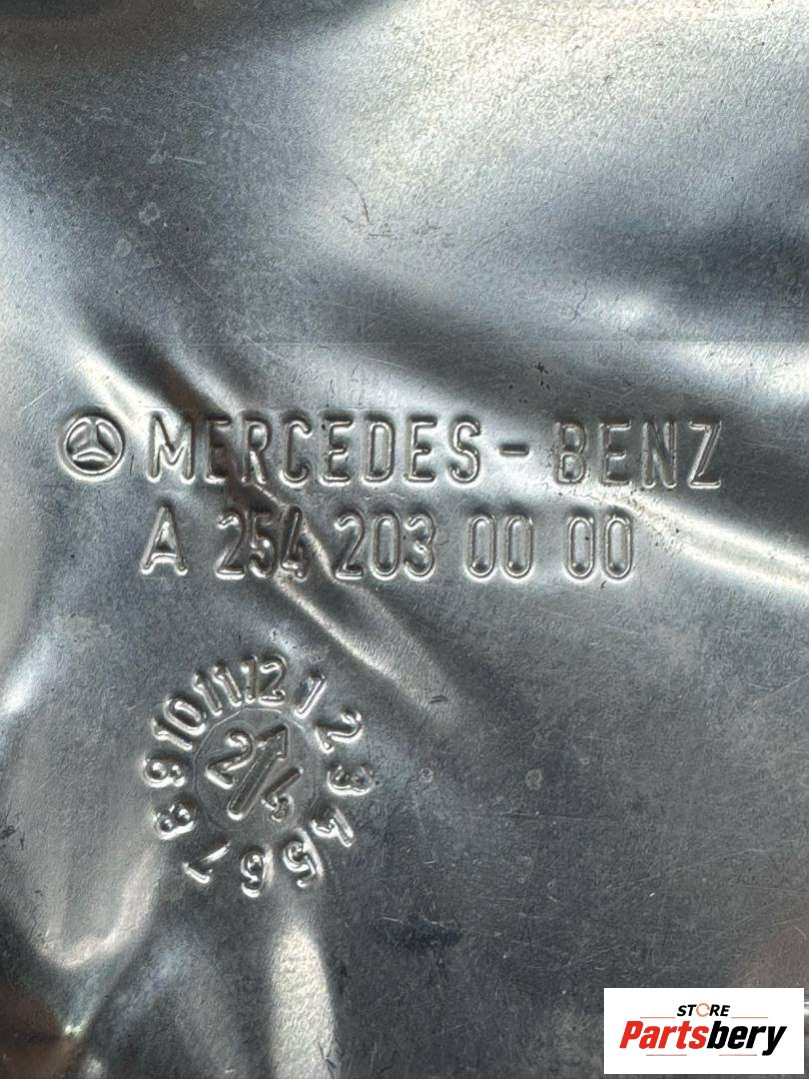 MERCEDES-BENZ
A 254 203 00 00
1 2 3 4 5 6 7 8 9 10 11 12
24
STORE
Partsbery